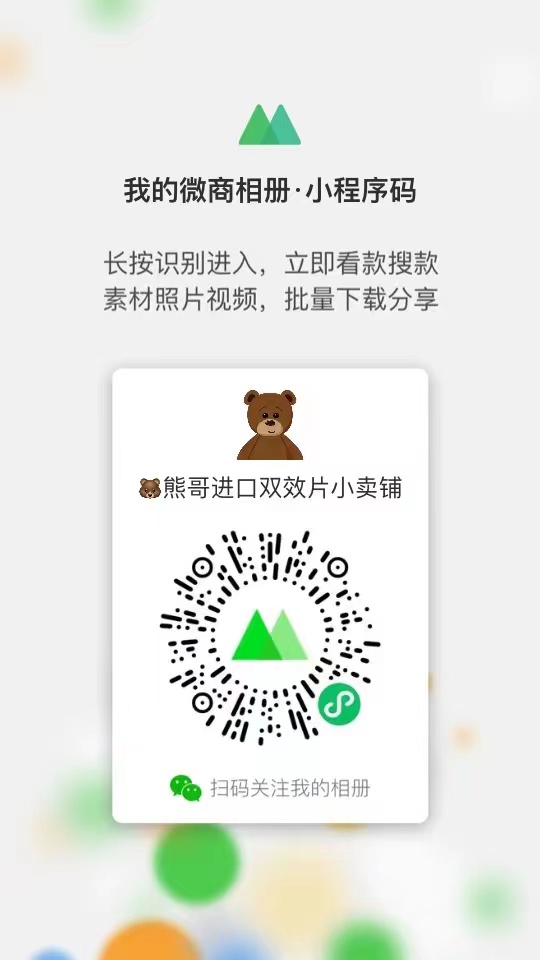 我的微商相册·小程序码
长按识别进入，立即看款搜款
素材照片视频，批量下载分享
🐻熊哥进口双效片小卖铺
扫码关注我的相册